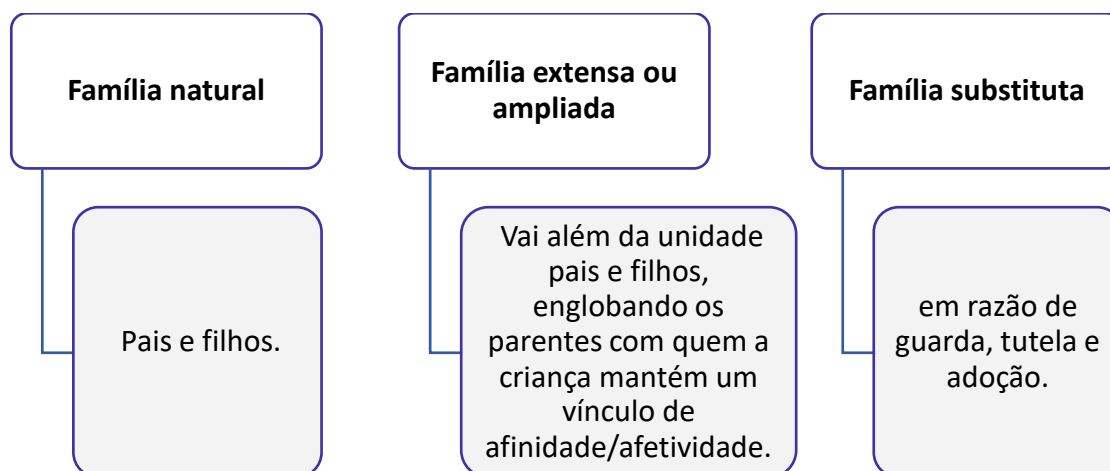 Família natural
Pais e filhos.
Família extensa ou
ampliada
Vai além da unidade
pais e filhos,
englobando os
parentes com quem a
criança mantém um
vínculo de
afinidade/afetividade.
Família substituta
em razão de
guarda, tutela e
adoção.